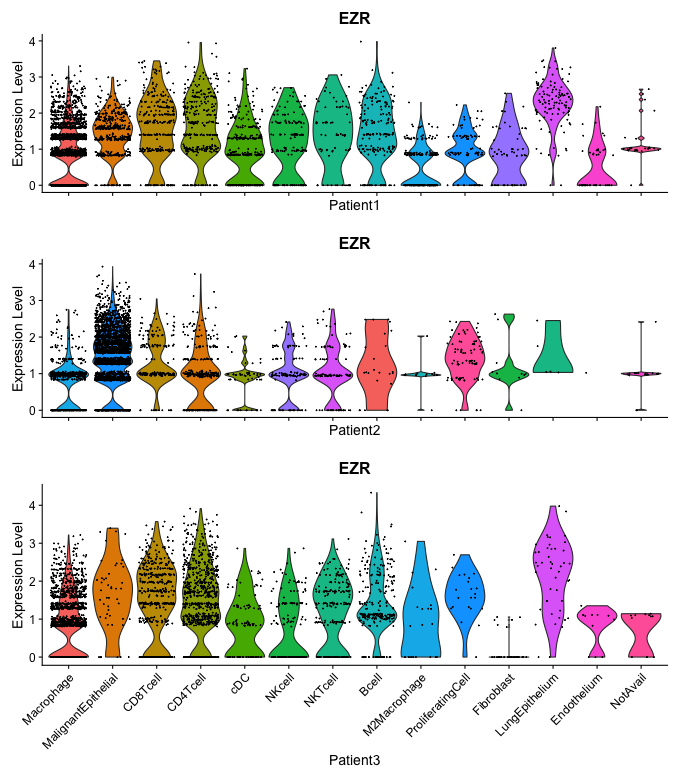 EZR
Expression Level
4
3
2
1
0
Patient1
EZR
Expression Level
4
3
2
1
0
Patient2
EZR
Expression Level
4
3
2
1
0
Macrophage
MalignantEpithelial
CD8Tcell
CD4Tcell
cDC
NKcell
NKTcell
Bcell
M2Macrophage
ProliferatingCell
Fibroblast
LungEpithelium
Endothelium
NotAvail
Patient3